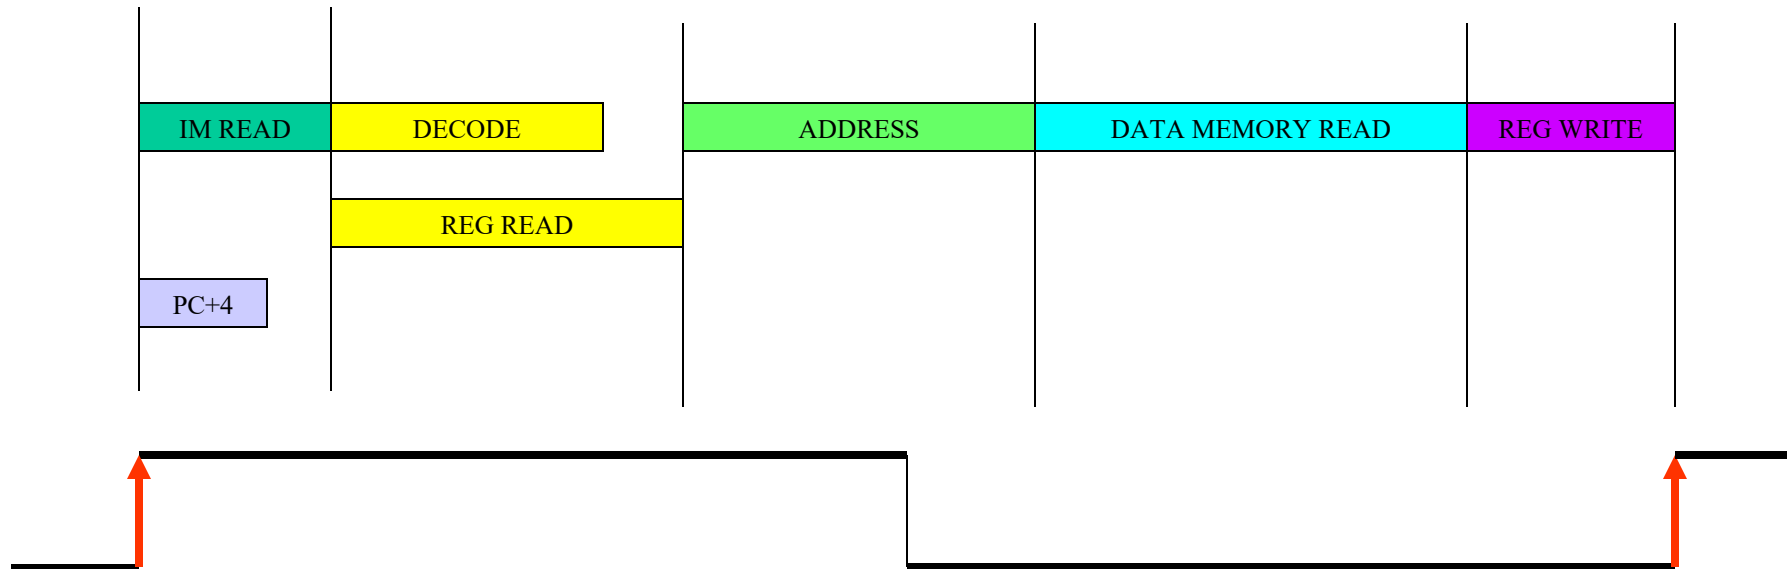 IM READ
DECODE
ADDRESS
DATA MEMORY READ
REG WRITE
REG READ
PC+4